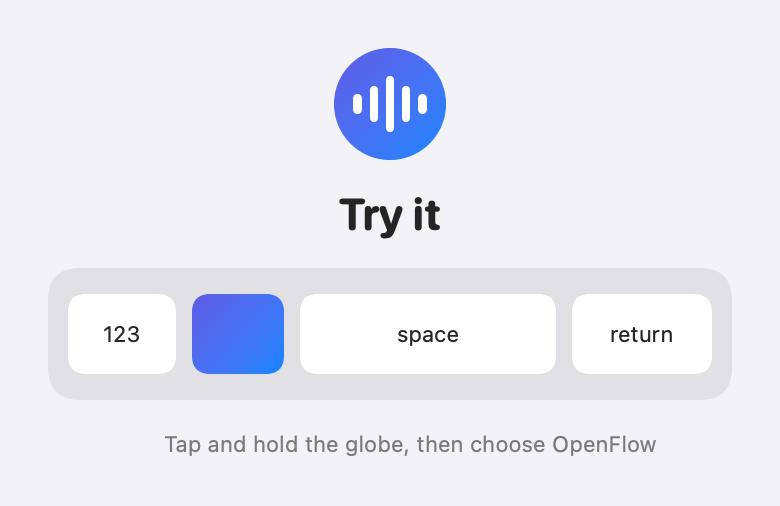 Try it
123 space return
Tap and hold the globe, then choose OpenFlow